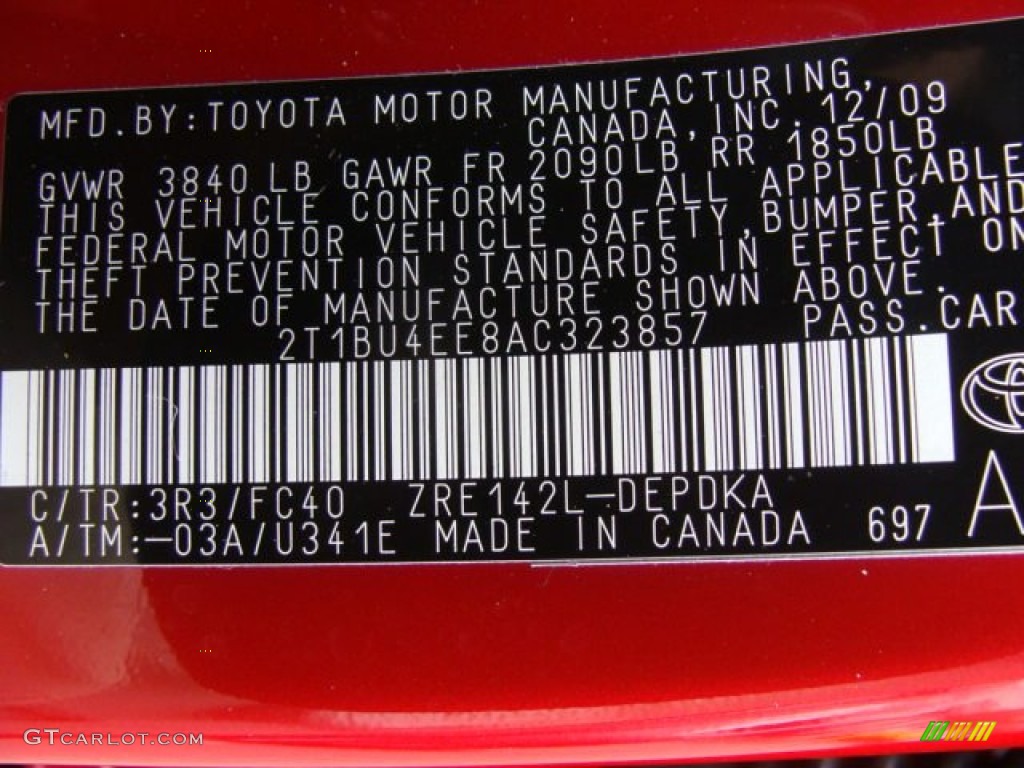 MFD.BY:TOYOTA MOTOR MANUFACTURING,
CANADA,INC. 12/09
GVWR 3840 LB GAWR FR 2090LB RR 1850LB
THIS VEHICLE CONFORMS TO ALL APPLICABLE
FEDERAL MOTOR VEHICLE SAFETY,BUMPER,AND
THEFT PREVENTION STANDARDS IN EFFECT ON
THE DATE OF MANUFACTURE SHOWN ABOVE.
2T1BU4EE8AC323857 PASS.CAR
C/TR:3R3/FC40 ZRE142L-DEPDKA
A/TM:-03A/U341E MADE IN CANADA 697 A
GTCARLOT.COM